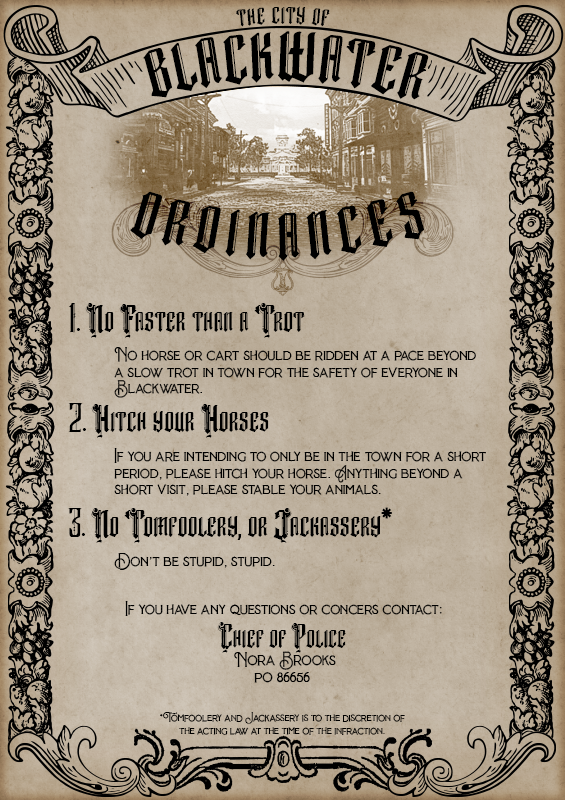 THE CITY OF
BLACKWATER
ORDINANCES
1. No Faster than a Trot
No horse or cart should be ridden at a pace beyond
a slow trot in town for the safety of everyone in
Blackwater.
2. Hitch your Horses
If you are intending to only be in the town for a short
period, please hitch your horse. Anything beyond a
short visit, please stable your animals.
3. No Tomfoolery, or Jackassery*
Don't be stupid, stupid.
If you have any questions or concers contact:
Chief of Police
Nora Brooks
PO 86656
*Tomfoolery and Jackassery is to the discretion of
the acting law at the time of the infraction.